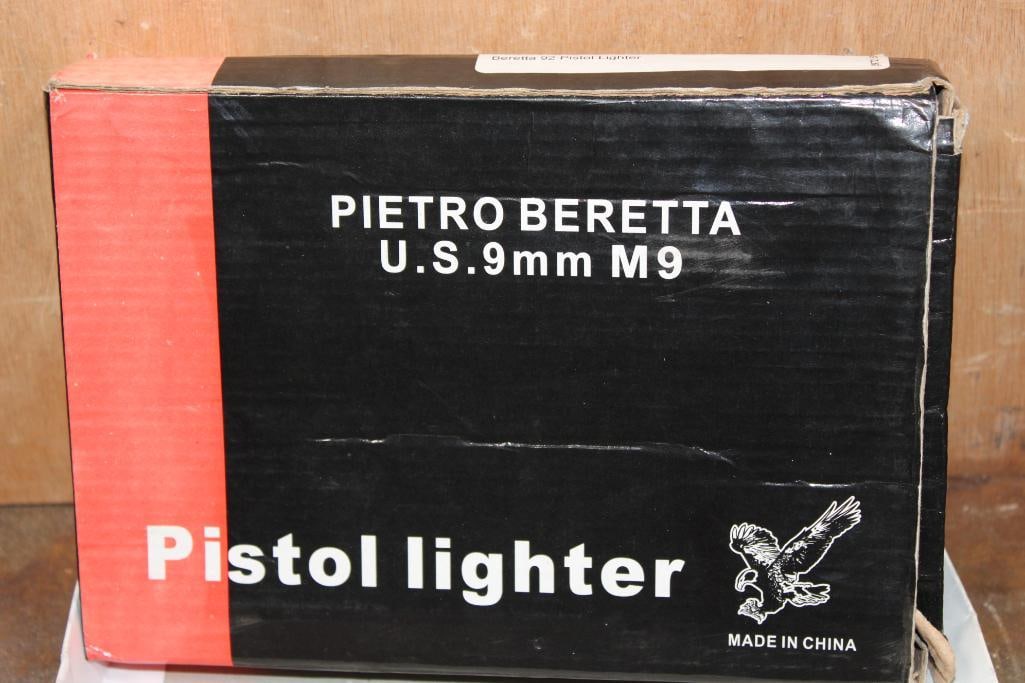 Beretta 92 Pistol Lighter
PIETRO BERETTA
U.S.9mm M9
Pistol lighter
MADE IN CHINA